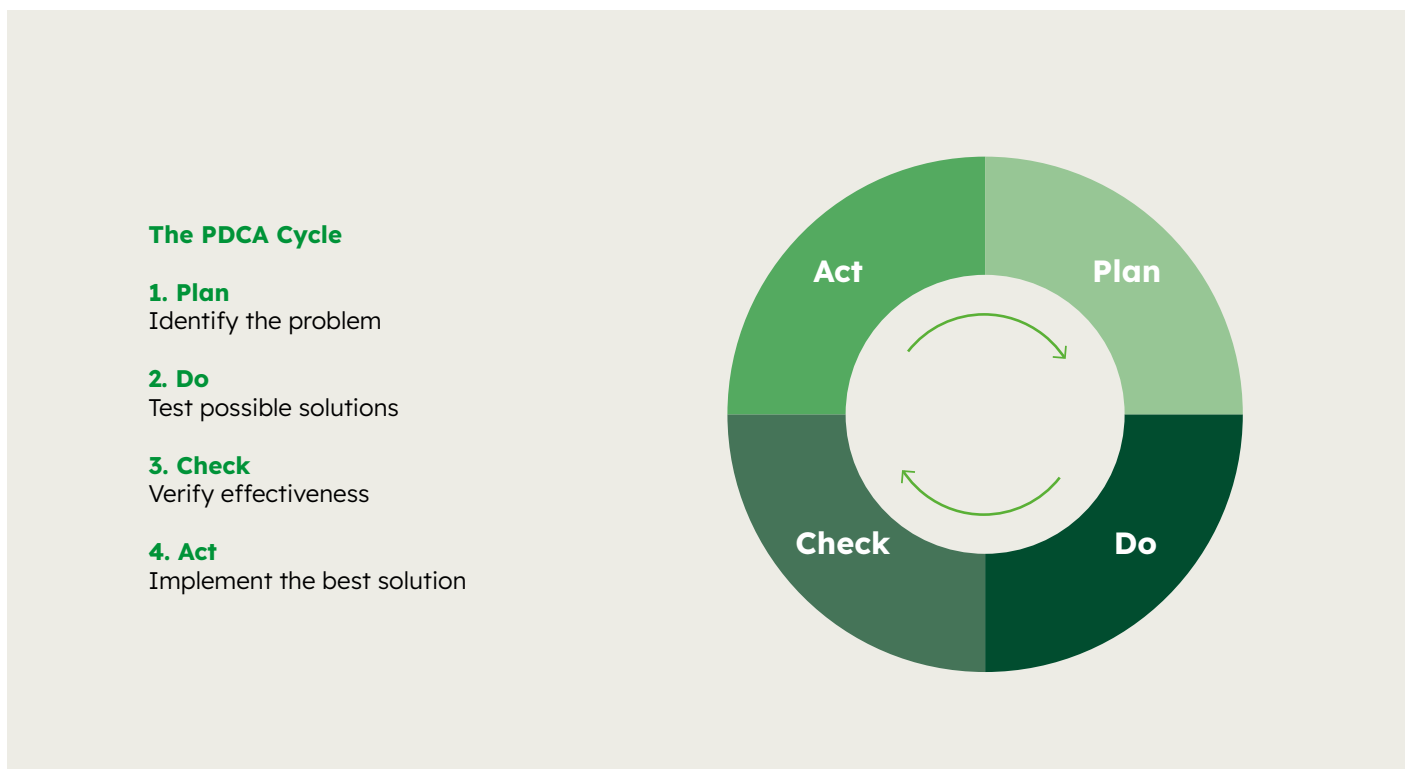 The PDCA Cycle
1. Plan
Identify the problem
2. Do
Test possible solutions
3. Check
Verify effectiveness
4. Act
Implement the best solution
Act
Plan
Check
Do